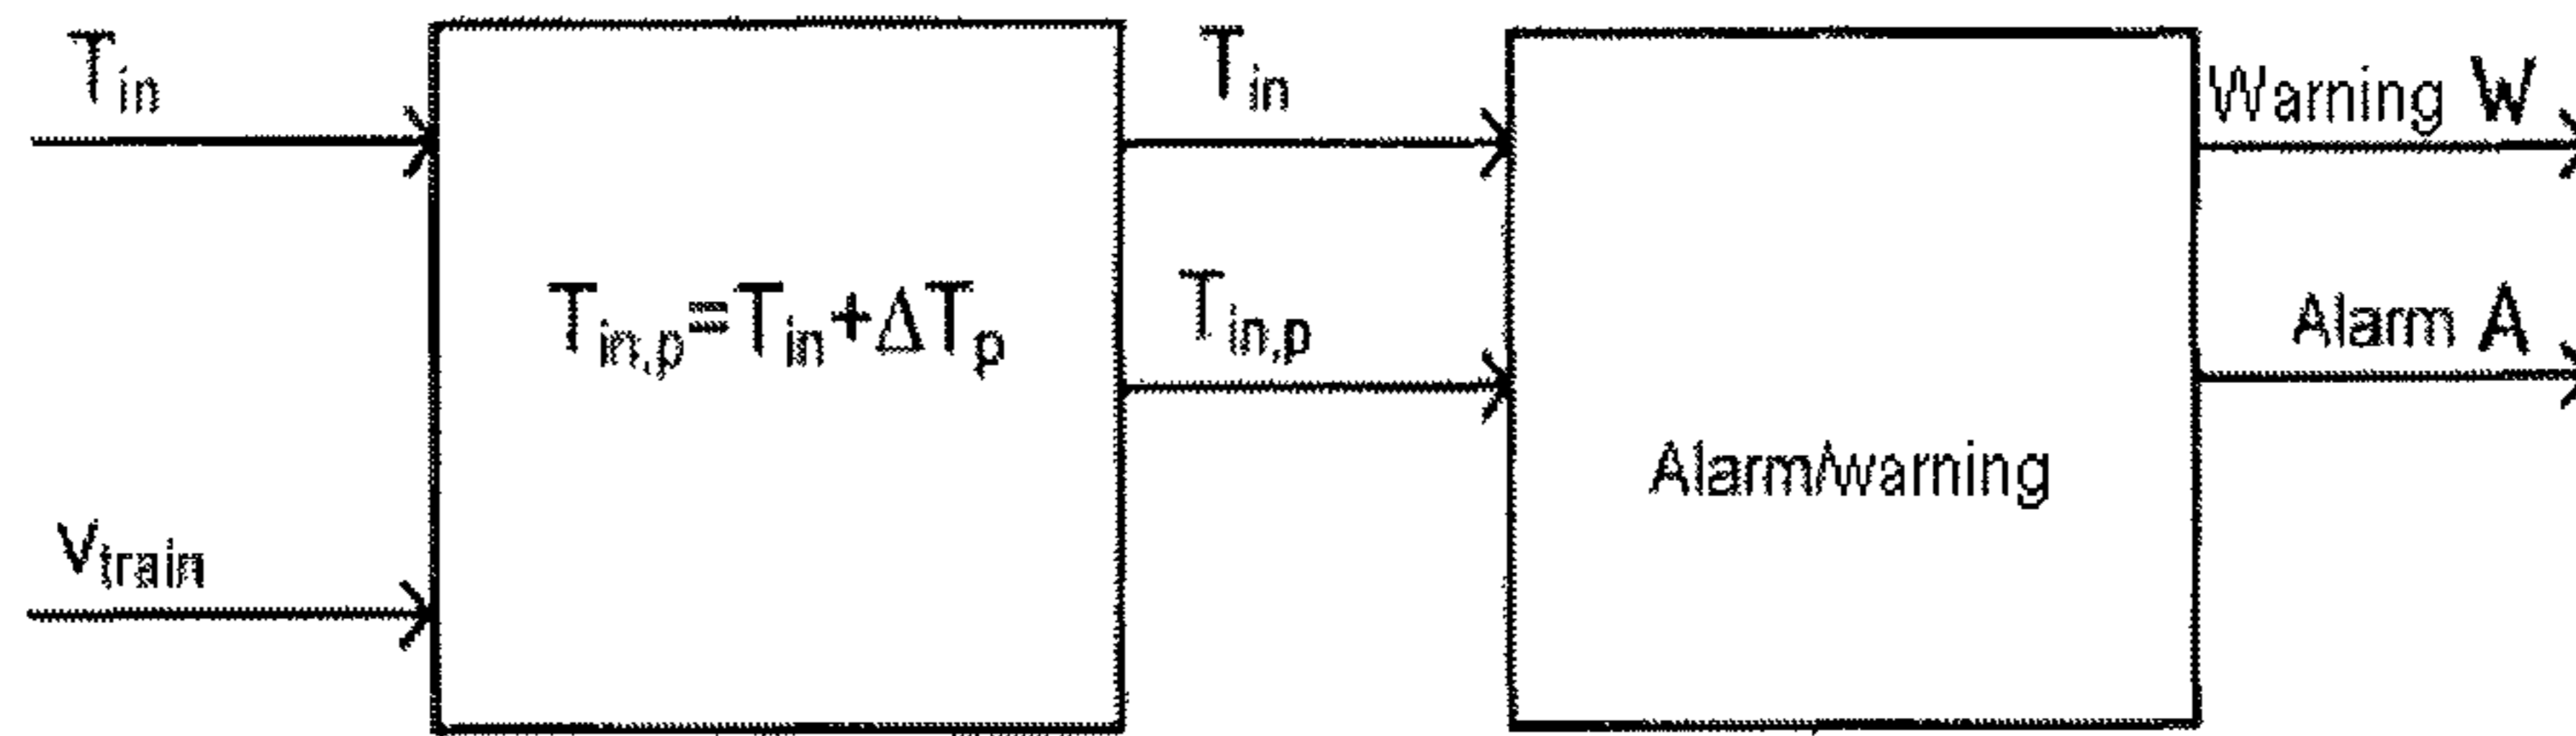 T_in
T_in
Warning W
T_in,p=T_in+ΔT_p
T_in,p
Alarm A
Alarm/warning
v_train